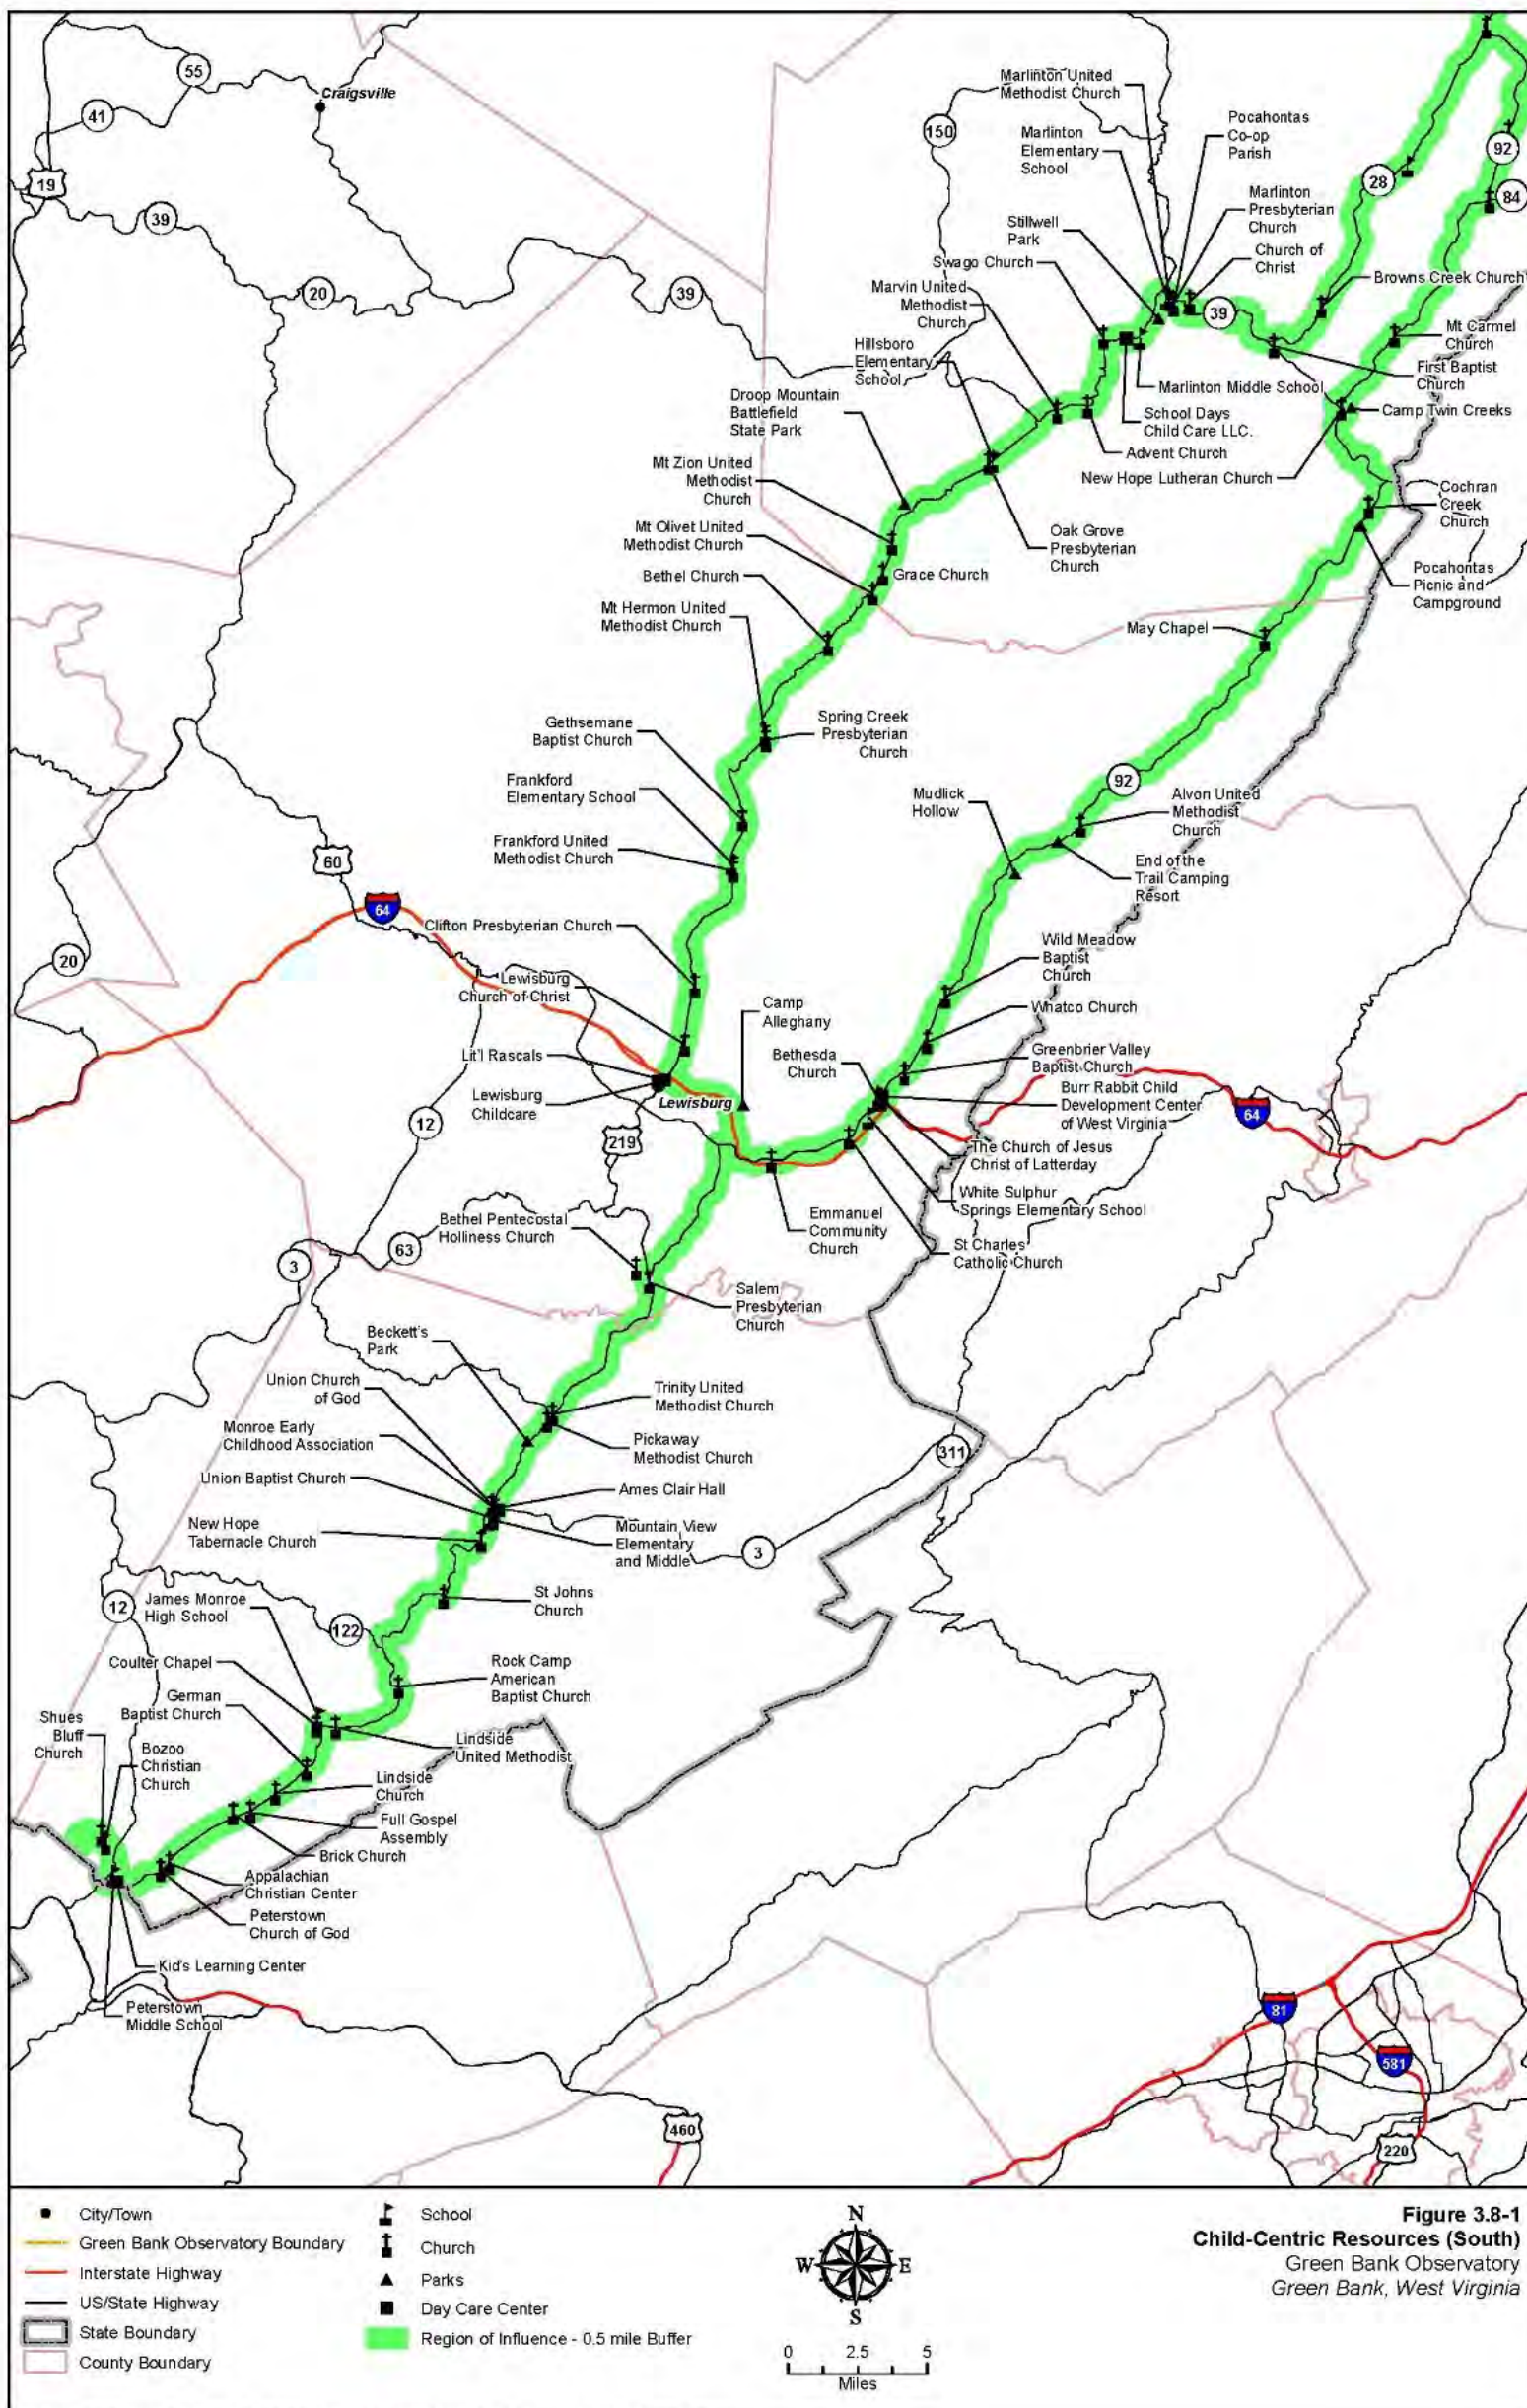 55
Craigsville
41
19
39
20
39
150
Marlinton United
Methodist Church
Marlinton
Elementary
School
Pocahontas
Co-op
Parish
28
92
84
Marlinton
Presbyterian
Church
Stillwell
Park
Church of
Christ
Swago Church
Browns Creek Church
Marvin United
Methodist
Church
39
Mt Carmel
Church
Hillsboro
Elementary
School
First Baptist
Church
Marlinton Middle School
Droop Mountain
Battlefield
State Park
School Days
Child Care LLC.
Camp Twin Creeks
Advent Church
New Hope Lutheran Church
Mt Zion United
Methodist
Church
Cochran
Creek
Church
Mt Olivet United
Methodist Church
Oak Grove
Presbyterian
Church
Grace Church
Bethel Church
Pocahontas
Picnic and
Campground
Mt Hermon United
Methodist Church
May Chapel
Gethsemane
Baptist Church
Spring Creek
Presbyterian
Church
Frankford
Elementary School
92
Mudlick
Hollow
Alvon United
Methodist
Church
Frankford United
Methodist Church
60
End of the
Trail Camping
Resort
64
Clifton Presbyterian Church
20
Wild Meadow
Baptist
Church
Lewisburg
Church of Christ
Camp
Alleghany
Whatco Church
Lit'l Rascals
Bethesda
Church
Greenbrier Valley
Baptist Church
Lewisburg
Childcare
Lewisburg
Burr Rabbit Child
Development Center
of West Virginia
64
12
219
The Church of Jesus
Christ of Latterday
White Sulphur
Springs Elementary School
Bethel Pentecostal
Holliness Church
Emmanuel
Community
Church
St Charles
Catholic Church
63
3
Salem
Presbyterian
Church
Beckett's
Park
Union Church
of God
Trinity United
Methodist Church
Monroe Early
Childhood Association
Pickaway
Methodist Church
311
Union Baptist Church
Ames Clair Hall
New Hope
Tabernacle Church
Mountain View
Elementary
and Middle
3
12
James Monroe
High School
St Johns
Church
122
Coulter Chapel
Rock Camp
American
Baptist Church
German
Baptist Church
Shues
Bluff
Church
Bozoo
Christian
Church
Lindside
United Methodist
Lindside
Church
Full Gospel
Assembly
Brick Church
Appalachian
Christian Center
Peterstown
Church of God
Kid's Learning Center
Peterstown
Middle School
81
581
460
220
City/Town
Green Bank Observatory Boundary
Interstate Highway
US/State Highway
State Boundary
County Boundary
School
Church
Parks
Day Care Center
Region of Influence - 0.5 mile Buffer
N
W E
S
0 2.5 5
Miles
Figure 3.8-1
Child-Centric Resources (South)
Green Bank Observatory
Green Bank, West Virginia